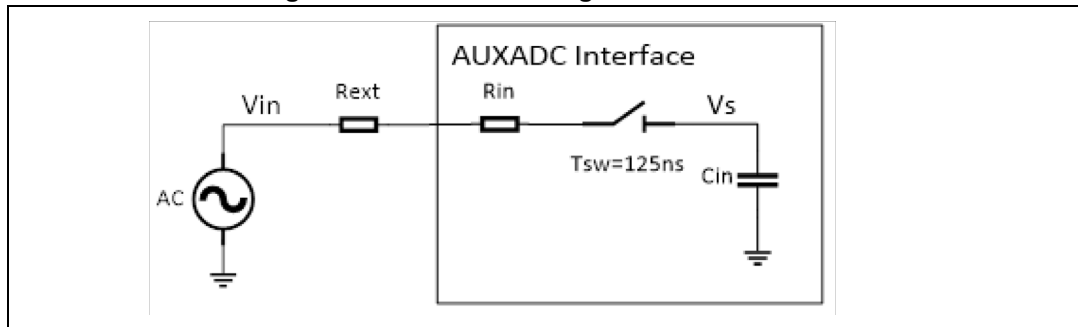 AUXADC Interface
Vin
Rext
Rin
Vs
Tsw=125ns
Cin
AC